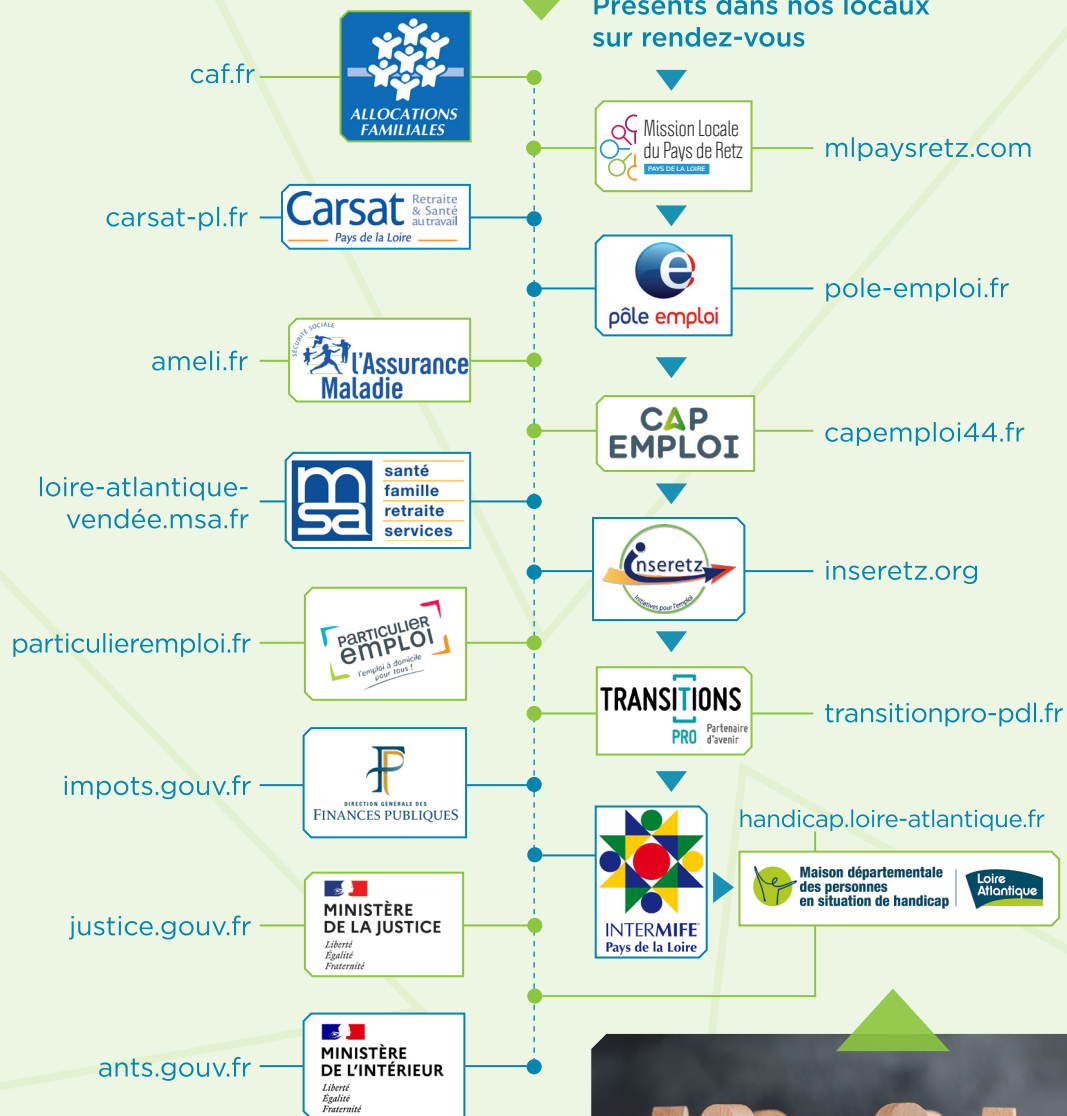 Présents dans nos locaux
sur rendez-vous
caf.fr
ALLOCATIONS
FAMILIALES
carsat-pl.fr
Carsat
Retraite
& Santé
au travail
Pays de la Loire
ameli.fr
SÉCURITÉ SOCIALE
l'Assurance
Maladie
loire-atlantique-
vendée.msa.fr
msa
santé
famille
retraite
services
particulieremploi.fr
PARTICULIER
EMPLOI
l'emploi à domicile
pour tous !
impots.gouv.fr
DIRECTION GÉNÉRALE DES
FINANCES PUBLIQUES
justice.gouv.fr
MINISTÈRE
DE LA JUSTICE
Liberté
Égalité
Fraternité
ants.gouv.fr
MINISTÈRE
DE L'INTÉRIEUR
Liberté
Égalité
Fraternité
Mission Locale
du Pays de Retz
PAYS DE LA LOIRE
mlpaysretz.com
pôle emploi
pole-emploi.fr
CAP
EMPLOI
capemploi44.fr
inseretz
Initiatives pour l'emploi
inseretz.org
TRANSITIONS
PRO
Partenaire
d'avenir
transitionpro-pdl.fr
INTERMIFE
Pays de la Loire
handicap.loire-atlantique.fr
Maison départementale
des personnes
en situation de handicap
Loire
Atlantique